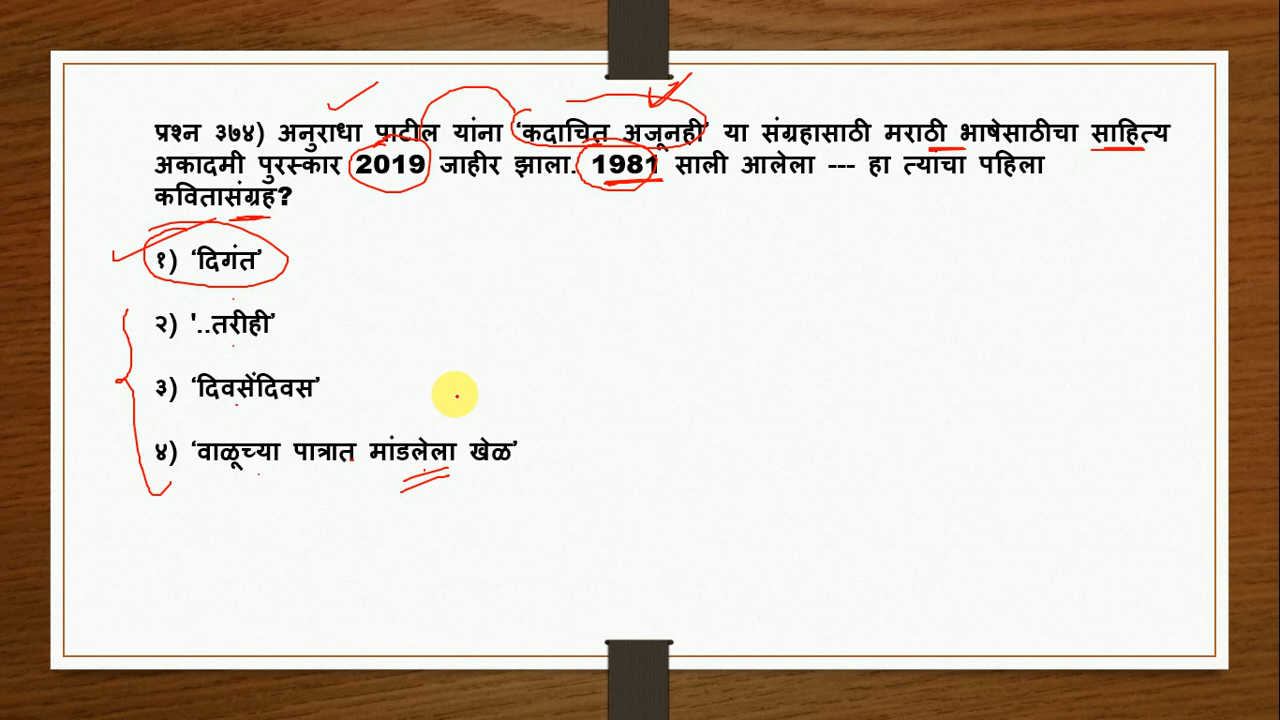 प्रश्न ३७४) अनुराधा पाटील यांना ‘कदाचित अजूनही’ या संग्रहासाठी मराठी भाषेसाठीचा साहित्य
अकादमी पुरस्कार 2019 जाहीर झाला. 1981 साली आलेला --- हा त्यांचा पहिला
कवितासंग्रह?
१) ‘दिगंत’
२) '..तरीही’
३) ‘दिवसेंदिवस’
४) ‘वाळूच्या पात्रात मांडलेला खेळ’